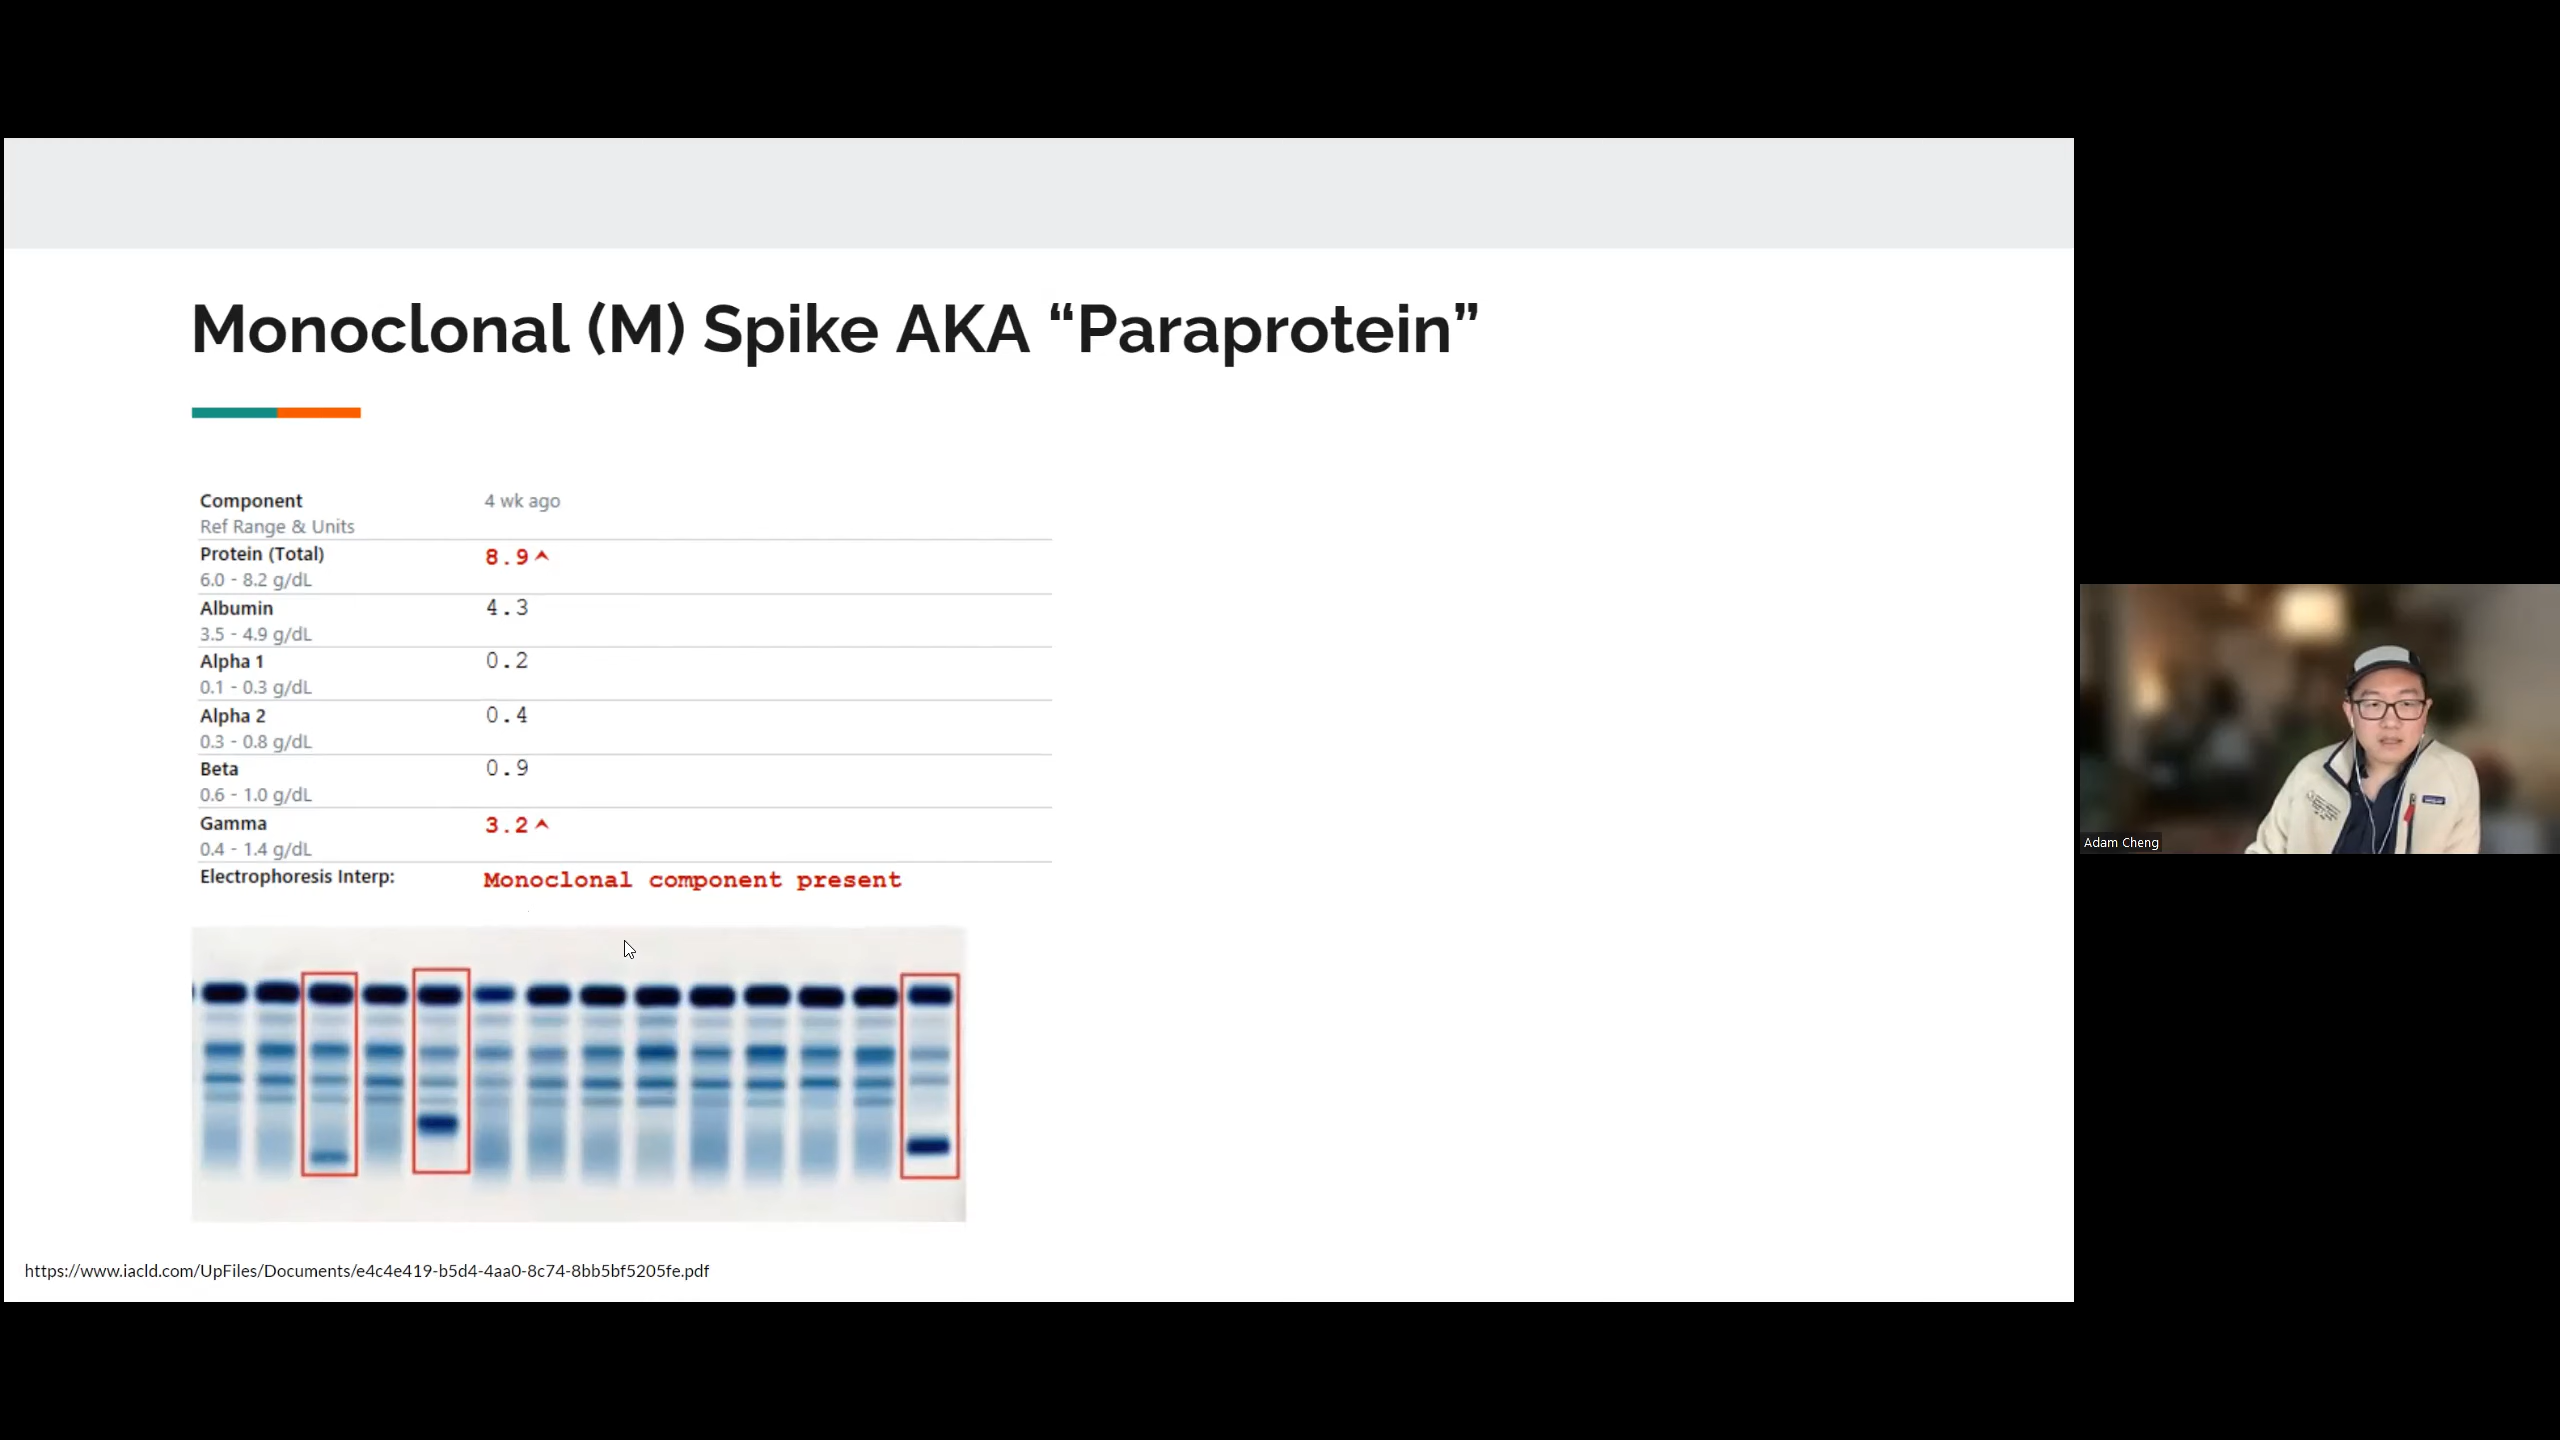 Monoclonal (M) Spike AKA “Paraprotein”
Component 4 wk ago
Ref Range & Units
Protein (Total) 8.9
6.0 - 8.2 g/dL
Albumin 4.3
3.5 - 4.9 g/dL
Alpha 1 0.2
0.1 - 0.3 g/dL
Alpha 2 0.4
0.3 - 0.8 g/dL
Beta 0.9
0.6 - 1.0 g/dL
Gamma 3.2
0.4 - 1.4 g/dL
Electrophoresis Interp: Monoclonal component present
https://www.iacld.com/UpFiles/Documents/e4c4e419-b5d4-4aa0-8c74-8bb5bf5205fe.pdf
Adam Cheng